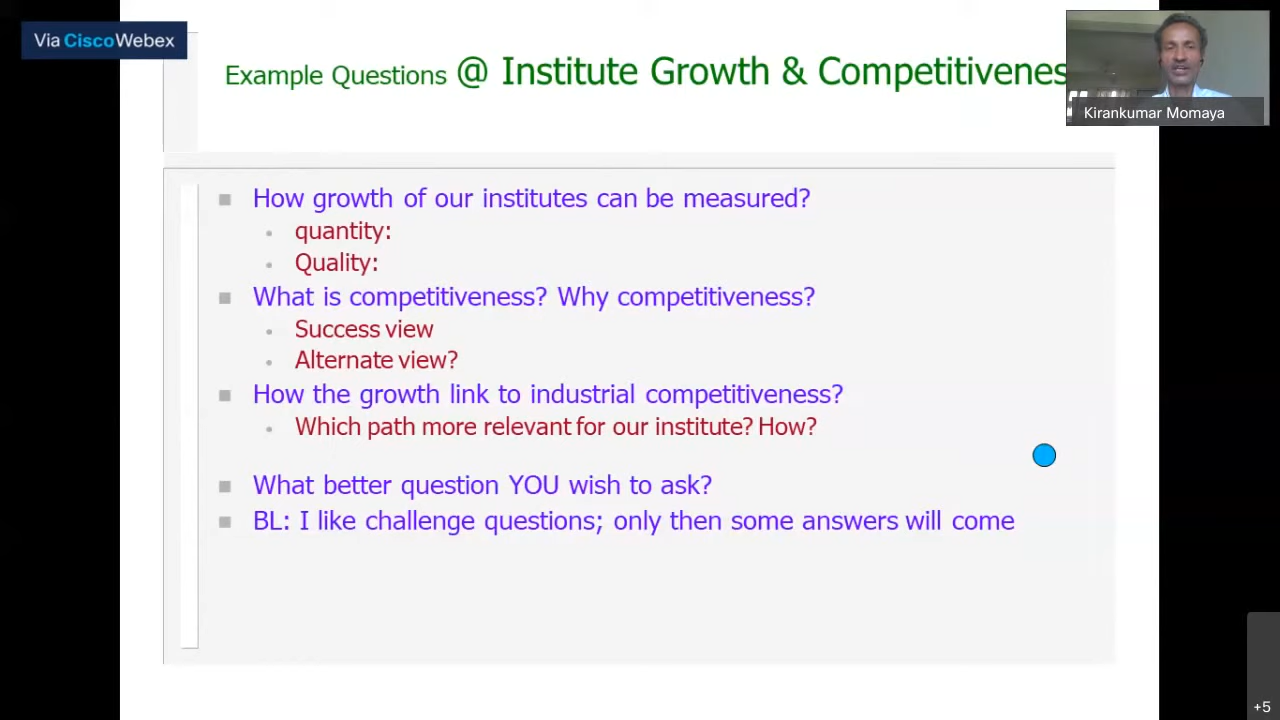 Via CiscoWebex
Example Questions @ Institute Growth & Competitivenes
Kirankumar Momaya
How growth of our institutes can be measured?
quantity:
Quality:
What is competitiveness? Why competitiveness?
Success view
Alternate view?
How the growth link to industrial competitiveness?
Which path more relevant for our institute? How?
What better question YOU wish to ask?
BL: I like challenge questions; only then some answers will come
+5